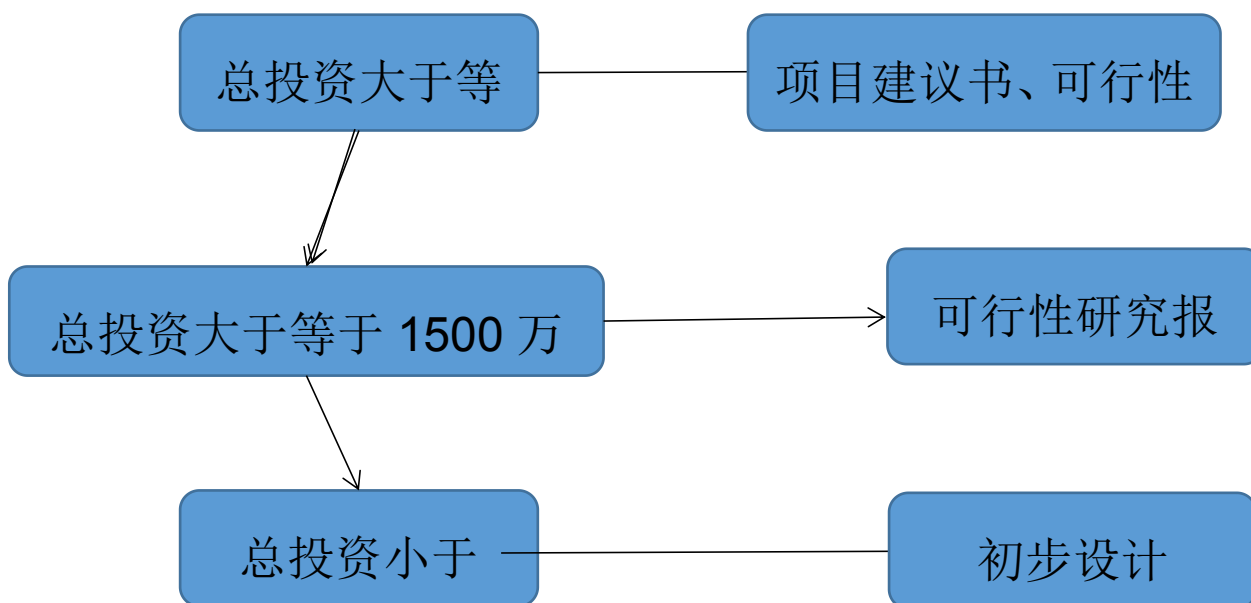 总投资大于等
项目建议书、可行性
总投资大于等于 1500 万
可行性研究报
总投资小于
初步设计